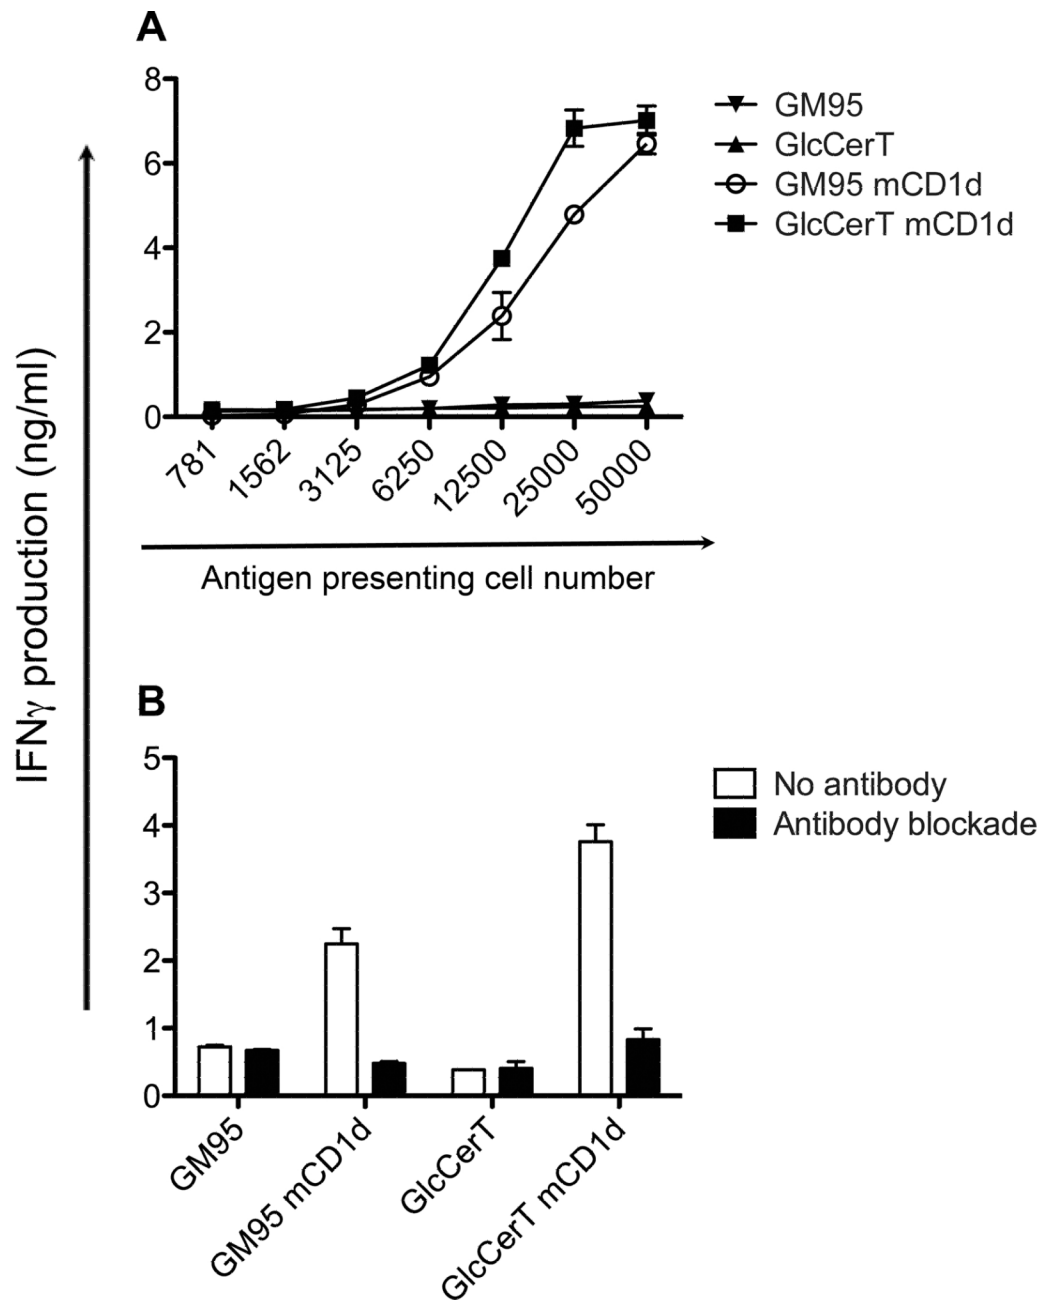 A
8
6
4
2
0
781
1562
3125
6250
12500
25000
50000
Antigen presenting cell number
GM95
GlcCerT
GM95 mCD1d
GlcCerT mCD1d
IFNγ production (ng/ml)
B
5
4
3
2
1
0
GM95
GM95 mCD1d
GlcCerT
GlcCerT mCD1d
No antibody
Antibody blockade